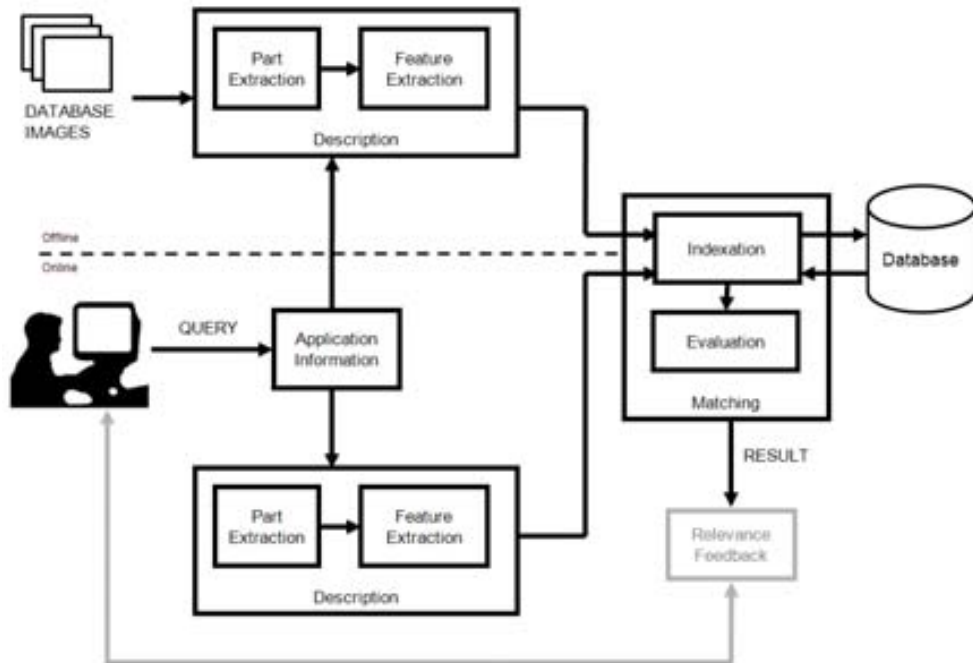 Part
Extraction
Feature
Extraction
DATABASE
IMAGES
Description
Offline
Online
Indexation
Database
QUERY
Application
Information
Evaluation
Matching
RESULT
Part
Extraction
Feature
Extraction
Relevance
Feedback
Description